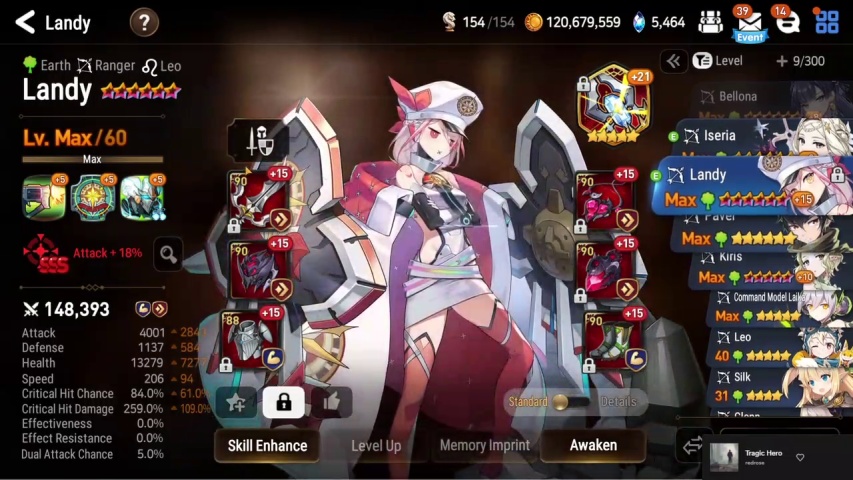 Landy
?
154/154
120,679,559
5,464
39
Event
14
Earth Ranger Leo
Landy
Lv. Max/60
Max
+5
+5
+5
SSS
Attack + 18%
148,393
Attack 4001
Defense 1137
Health 13279
Speed 206 94
Critical Hit Chance 84.0%
Critical Hit Damage 259.0% 109.0%
Effectiveness 0.0%
Effect Resistance 0.0%
Dual Attack Chance 5.0%
90 +15
90 +15
88 +15
+21
90 +15
90 +15
90 +15
Standard
Details
Skill Enhance
Level Up
Memory Imprint
Awaken
Level
9/300
Bellona
Iseria
Landy
Max +15
Pavel
Max
Kiris
Max +10
Command Model Laika
Max
Leo
40
Silk
31
Tragic Hero
redrose